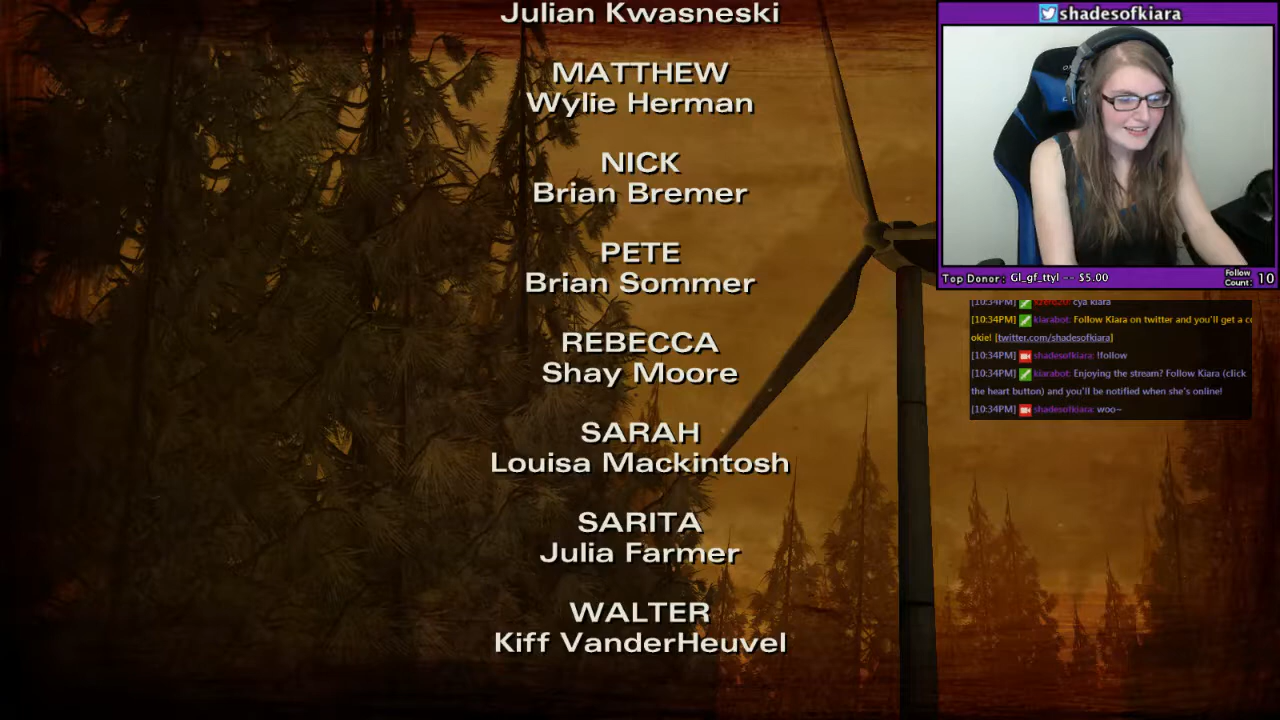 Julian Kwasneski
MATTHEW
Wylie Herman
NICK
Brian Bremer
PETE
Brian Sommer
REBECCA
Shay Moore
SARAH
Louisa Mackintosh
SARITA
Julia Farmer
WALTER
Kiff VanderHeuvel
shadesofkiara
Top Donor: Gl_gf_ttyl -- $5.00
Follow Count: 10
[10:34PM] cya kiara
[10:34PM] kiarabot: Follow Kiara on twitter and you'll get a co
okie! [twitter.com/shadesofkiara]
[10:34PM] shadesofkiara: !follow
[10:34PM] kiarabot: Enjoying the stream? Follow Kiara (click
the heart button) and you'll be notified when she's online!
[10:34PM] shadesofkiara: woo~